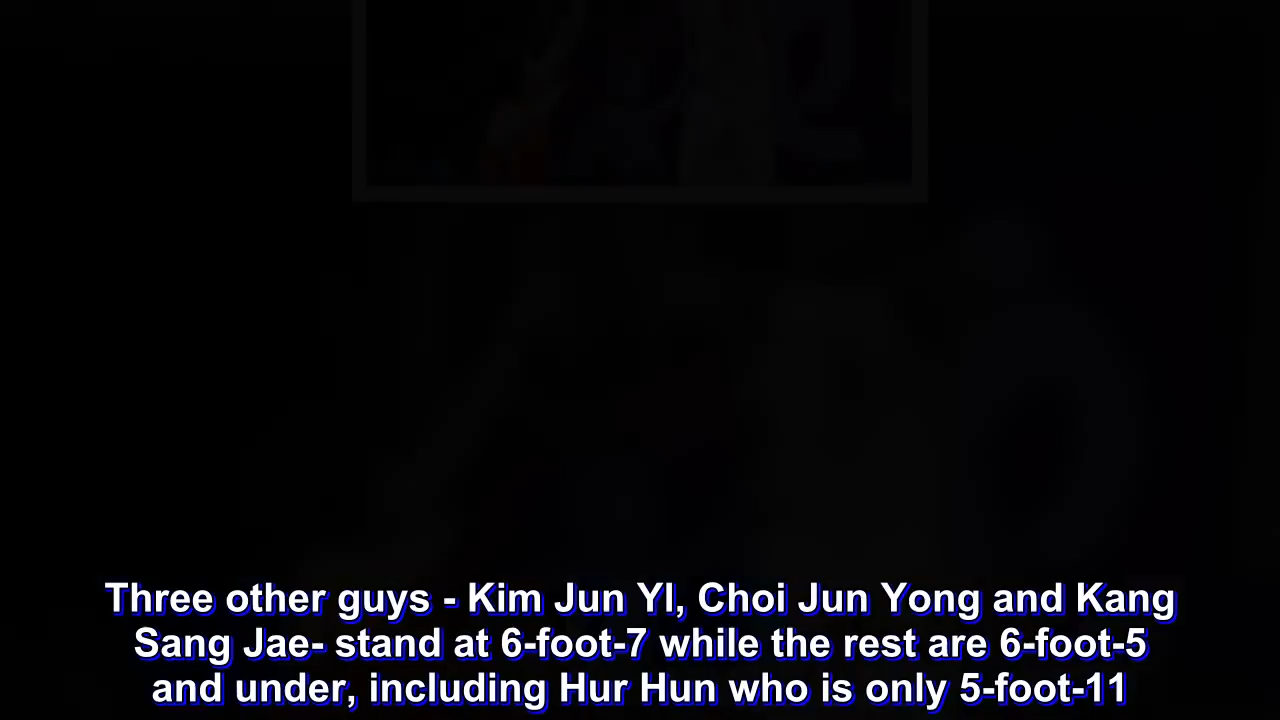 Three other guys - Kim Jun YI, Choi Jun Yong and Kang
Sang Jae- stand at 6-foot-7 while the rest are 6-foot-5
and under, including Hur Hun who is only 5-foot-11